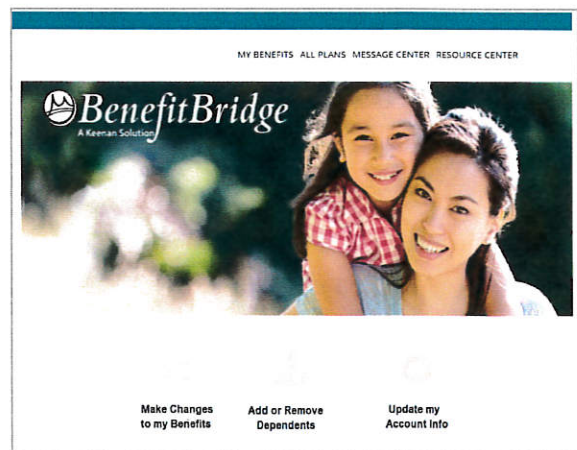 MY BENEFITS ALL PLANS MESSAGE CENTER RESOURCE CENTER
BenefitBridge
A Keenan Solution
Make Changes
to my Benefits
Add or Remove
Dependents
Update my
Account Info